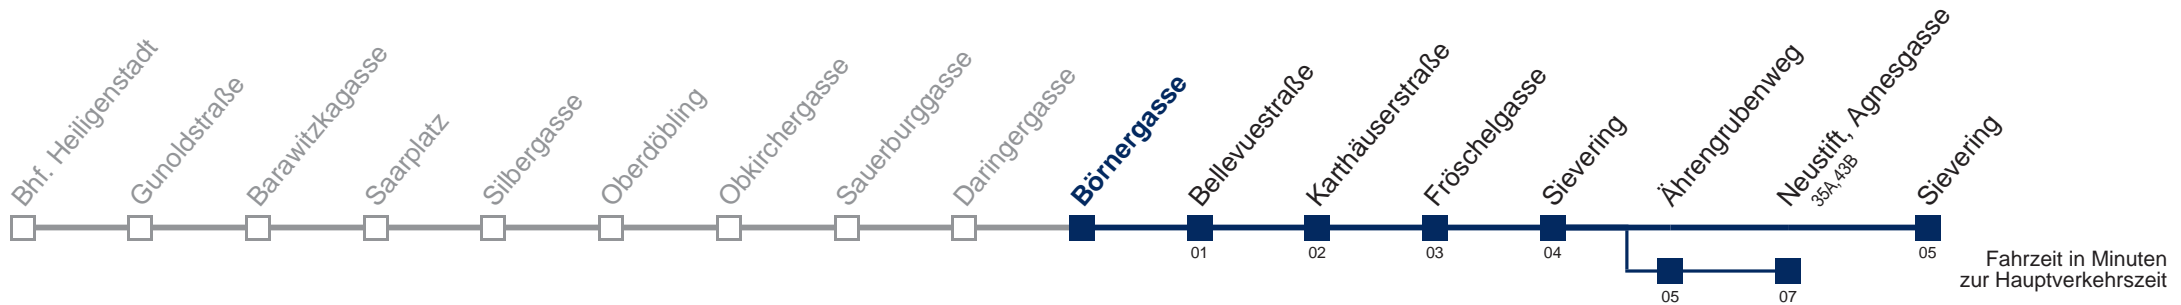 Bhf. Heiligenstadt
Gunoldstraße
Barawitzkagasse
Saarplatz
Silbergasse
Oberdöbling
Obkirchergasse
Sauerburggasse
Daringergasse
Börnergasse
Bellevuestraße
Karthäuserstraße
Fröschelgasse
Sievering
Ährengrubenweg
Neustift, Agnesgasse
35A,43B
Sievering
01
02
03
04
05
05
07
Fahrzeit in Minuten
zur Hauptverkehrszeit